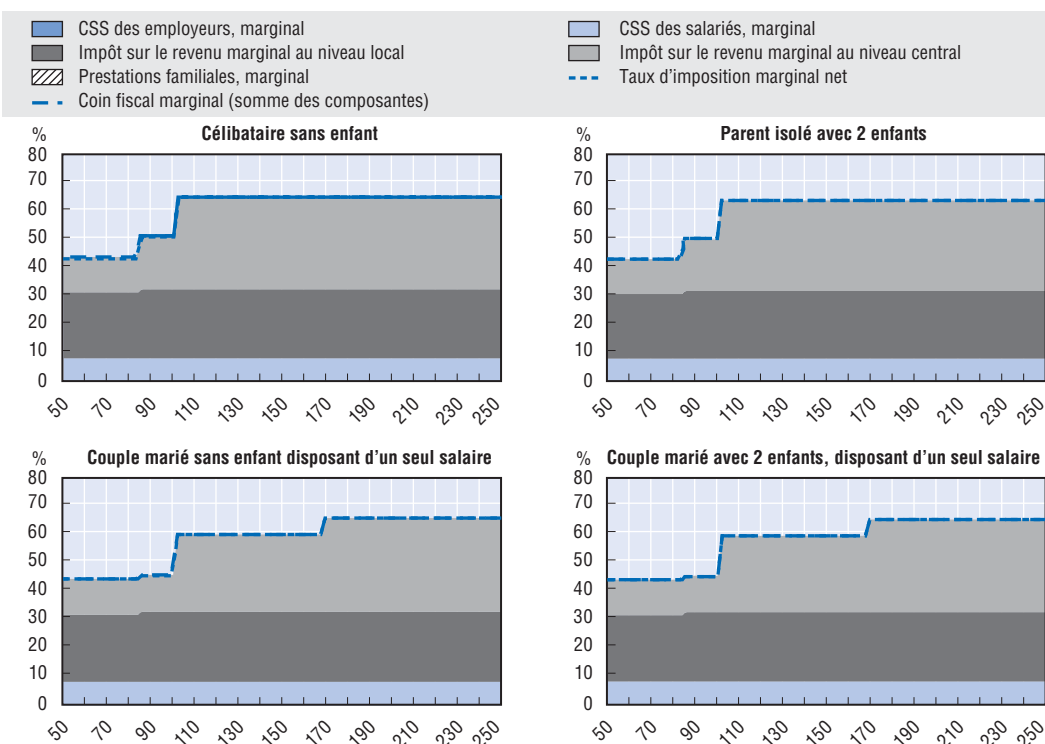 CSS des employeurs, marginal
CSS des salariés, marginal
Impôt sur le revenu marginal au niveau local
Impôt sur le revenu marginal au niveau central
Prestations familiales, marginal
Taux d'imposition marginal net
Coin fiscal marginal (somme des composantes)
% Célibataire sans enfant
80
70
60
50
40
30
20
10
0
50 70 90 110 130 150 170 190 210 230 250
% Parent isolé avec 2 enfants
80
70
60
50
40
30
20
10
0
50 70 90 110 130 150 170 190 210 230 250
% Couple marié sans enfant disposant d'un seul salaire
80
70
60
50
40
30
20
10
0
50 70 90 110 130 150 170 190 210 230 250
% Couple marié avec 2 enfants, disposant d'un seul salaire
80
70
60
50
40
30
20
10
0
50 70 90 110 130 150 170 190 210 230 250